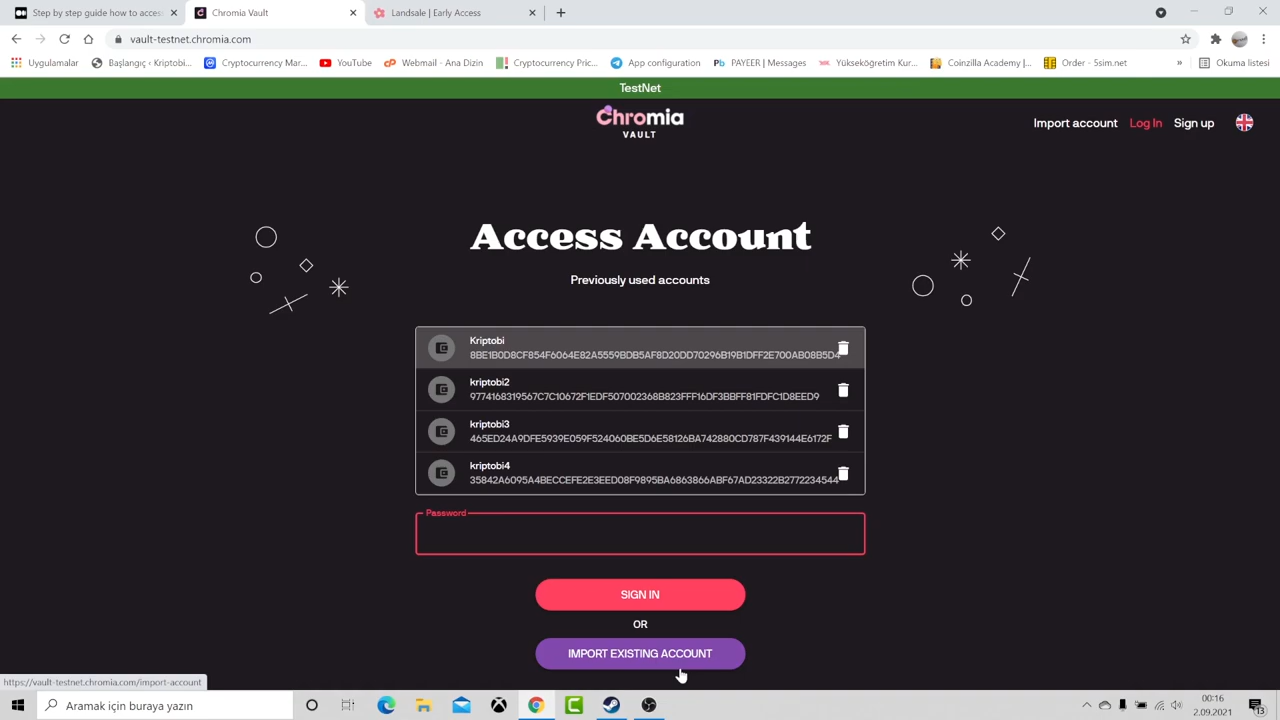 Step by step guide how to access
Chromia Vault
Landsale | Early Access
vault-testnet.chromia.com
Uygulamalar
Başlangıç - Kriptobi...
Cryptocurrency Mar...
YouTube
Webmail - Ana Dizin
Cryptocurrency Pric...
App configuration
PAYEER | Messages
Yükseköğretim Kur...
Coinzilla Academy |...
Order - 5sim.net
»
Okuma listesi
TestNet
Chromia
VAULT
Import account
Log In
Sign up
Access Account
Previously used accounts
Kriptobi
8BE1B0D8CF854F6064E82A5559BDB5AF8D20DD70296B19B1DFF2E700AB08B5D4
kriptobi2
9774168319567C7C10672F1EDF507002368B823FFF16DF3BBFF81FDFC1D8EED9
kriptobi3
465ED24A9DFE5939E059F524060BE5D6E58126BA742880CD787F439144E6172F
kriptobi4
35842A6095A4BECCEFE2E3EED08F9895BA6863866ABF67AD23322B2772234544
Password
SIGN IN
OR
IMPORT EXISTING ACCOUNT
https://vault-testnet.chromia.com/import-account
Aramak için buraya yazın
00:16
2.09.2021
13